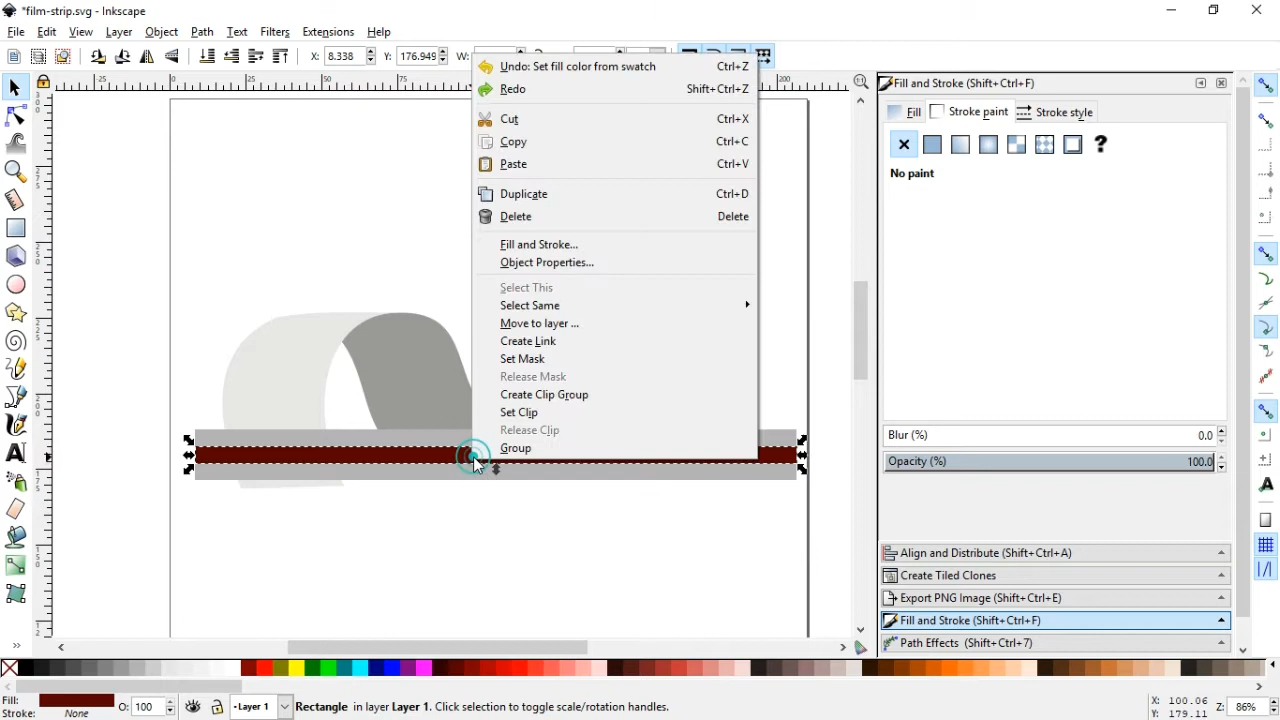 *film-strip.svg - Inkscape
File Edit View Layer Object Path Text Filters Extensions Help
X: 8.338 Y: 176.949 W:
Undo: Set fill color from swatch Ctrl+Z
Redo Shift+Ctrl+Z
Cut Ctrl+X
Copy Ctrl+C
Paste Ctrl+V
Duplicate Ctrl+D
Delete Delete
Fill and Stroke...
Object Properties...
Select This
Select Same
Move to layer ...
Create Link
Set Mask
Release Mask
Create Clip Group
Set Clip
Release Clip
Group
-25 0 25 50 75 200
Fill and Stroke (Shift+Ctrl+F)
Fill Stroke paint Stroke style
No paint
Blur (%) 0.0
Opacity (%) 100.0
Align and Distribute (Shift+Ctrl+A)
Create Tiled Clones
Export PNG Image (Shift+Ctrl+E)
Fill and Stroke (Shift+Ctrl+F)
Path Effects (Shift+Ctrl+7)
Fill: O: 100 Layer 1 Rectangle in layer Layer 1. Click selection to toggle scale/rotation handles. X: 100.06 Z: 86%
Stroke: None Y: 179.11